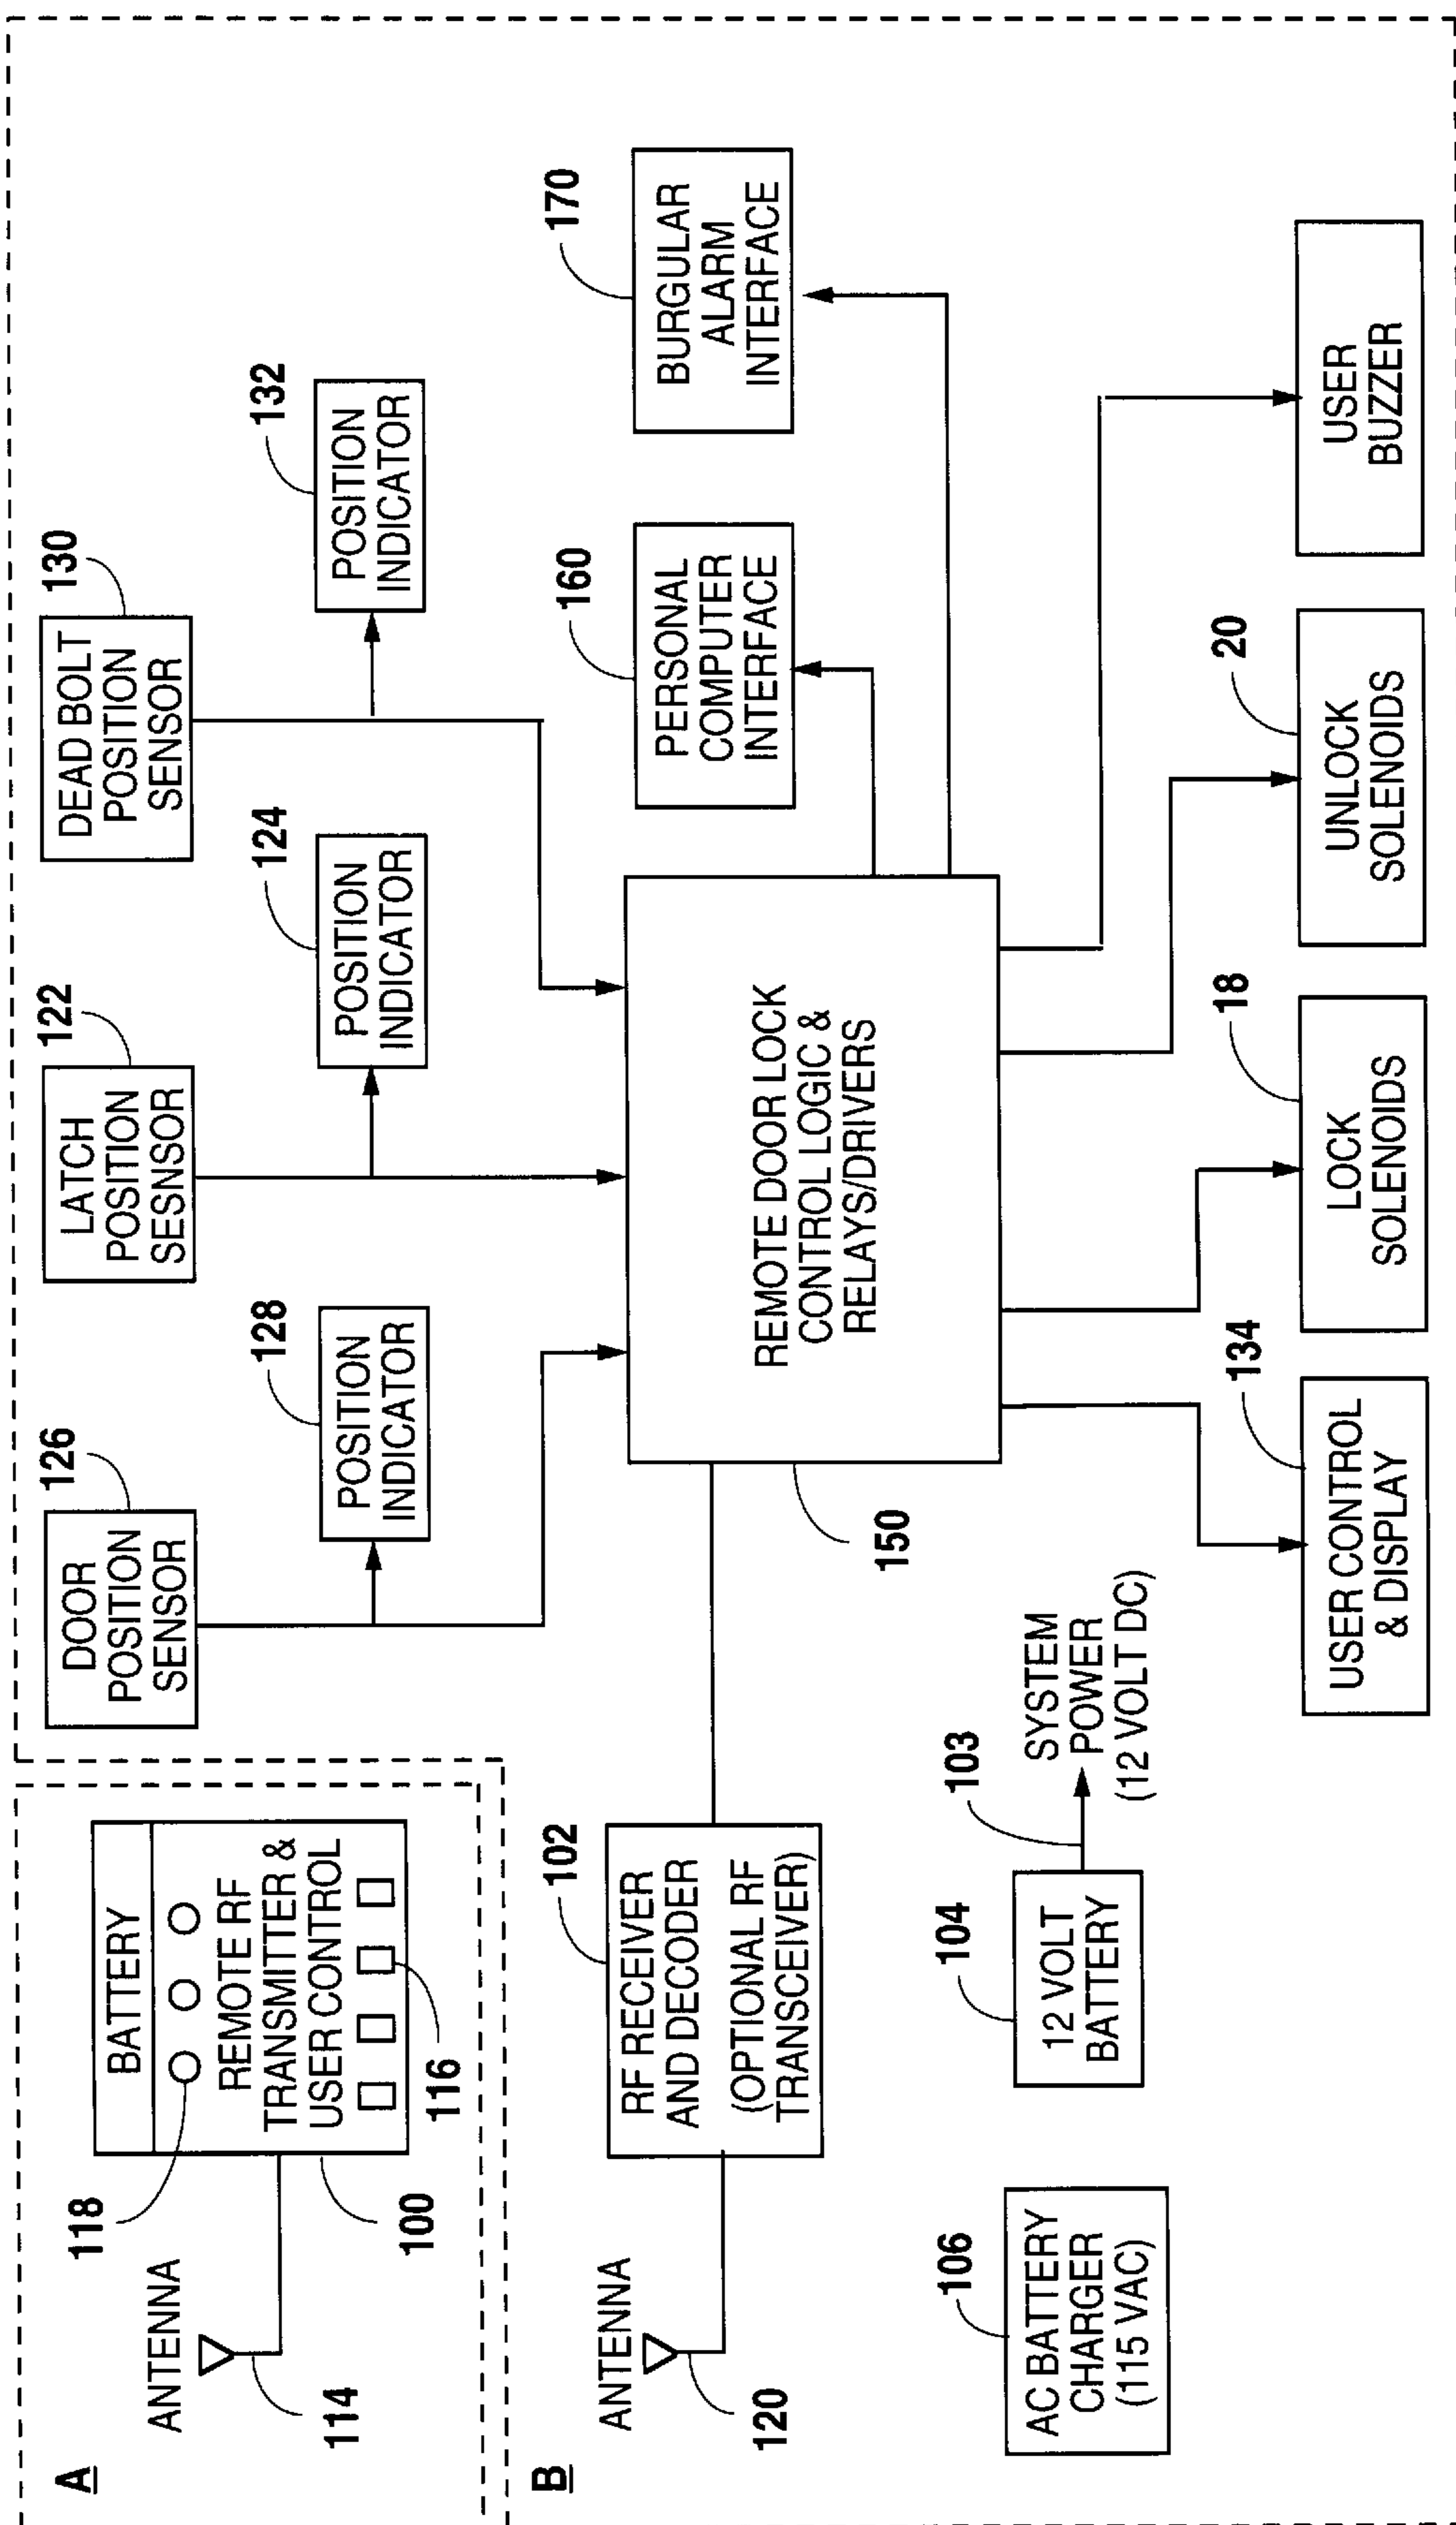 A
ANTENNA
114
118
100
BATTERY
REMOTE RF
TRANSMITTER &
USER CONTROL
116
126
DOOR
POSITION
SENSOR
128
POSITION
INDICATOR
122
LATCH
POSITION
SESNSOR
124
POSITION
INDICATOR
130
DEAD BOLT
POSITION
SENSOR
132
POSITION
INDICATOR
B
ANTENNA
120
102
RF RECEIVER
AND DECODER
(OPTIONAL RF
TRANSCEIVER)
150
REMOTE DOOR LOCK
CONTROL LOGIC &
RELAYS/DRIVERS
160
PERSONAL
COMPUTER
INTERFACE
170
BURGULAR
ALARM
INTERFACE
106
AC BATTERY
CHARGER
(115 VAC)
104
12 VOLT
BATTERY
103
SYSTEM
POWER
(12 VOLT DC)
134
USER CONTROL
& DISPLAY
18
LOCK
SOLENOIDS
20
UNLOCK
SOLENOIDS
USER
BUZZER